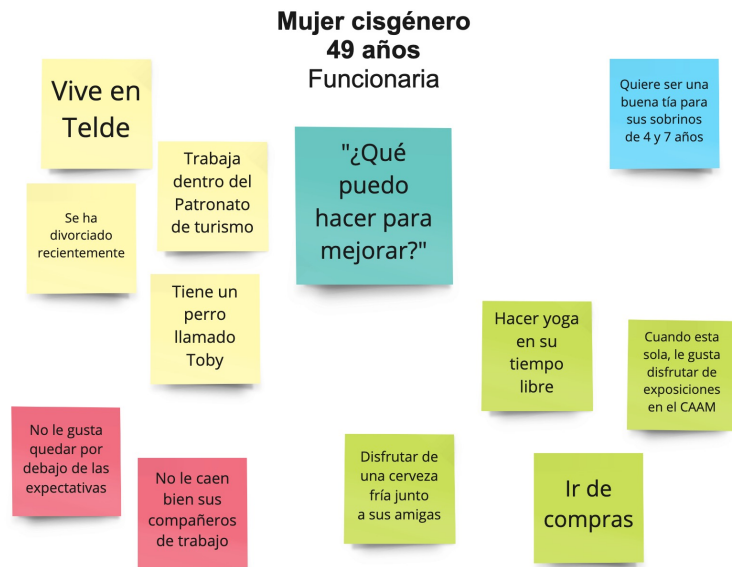 Mujer cisgénero
49 años
Funcionaria
Vive en
Telde
Trabaja
dentro del
Patronato
de turismo
Se ha
divorciado
recientemente
Tiene un
perro
llamado
Toby
"¿Qué
puedo
hacer para
mejorar?"
Quiere ser una
buena tía para
sus sobrinos
de 4 y 7 años
Hacer yoga
en su
tiempo
libre
Cuando esta
sola, le gusta
disfrutar de
exposiciones
en el CAAM
No le gusta
quedar por
debajo de las
expectativas
No le caen
bien sus
compañeros
de trabajo
Disfrutar de
una cerveza
fría junto
a sus amigas
Ir de
compras